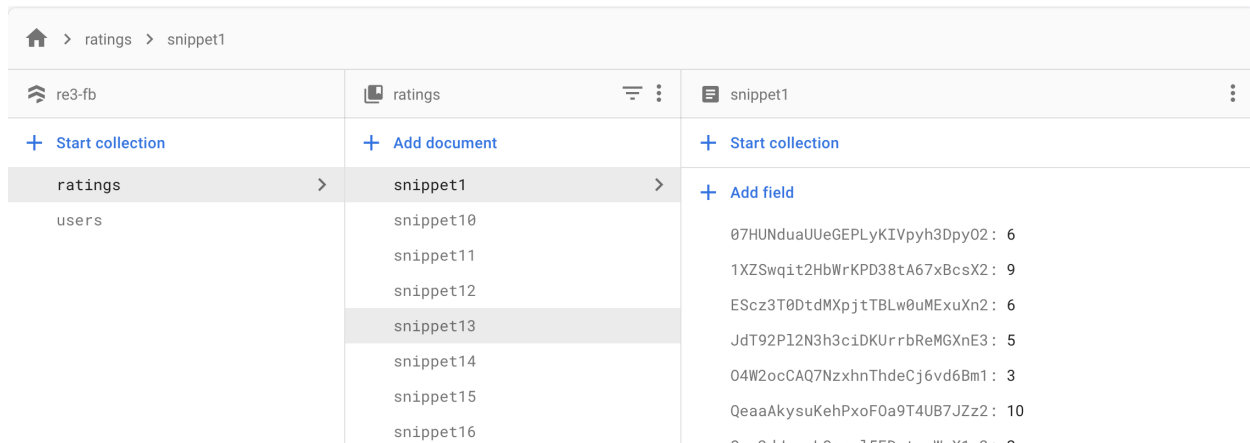 ratings > snippet1
re3-fb
Start collection
ratings
users
ratings
Add document
snippet1
snippet10
snippet11
snippet12
snippet13
snippet14
snippet15
snippet16
snippet1
Start collection
Add field
07HUNduaUUeGEPLyKIVpyh3DpyO2: 6
1XZSwqit2HbWrKPD38tA67xBcsX2: 9
EScz3T0DtdMXpjtTBLw0uMExuXn2: 6
JdT92Pl2N3h3ciDKUrrbReMGXnE3: 5
O4W2ocCAQ7NzxhnThdeCj6vd6Bm1: 3
QeaaAkysuKehPxoFOa9T4UB7JZz2: 10